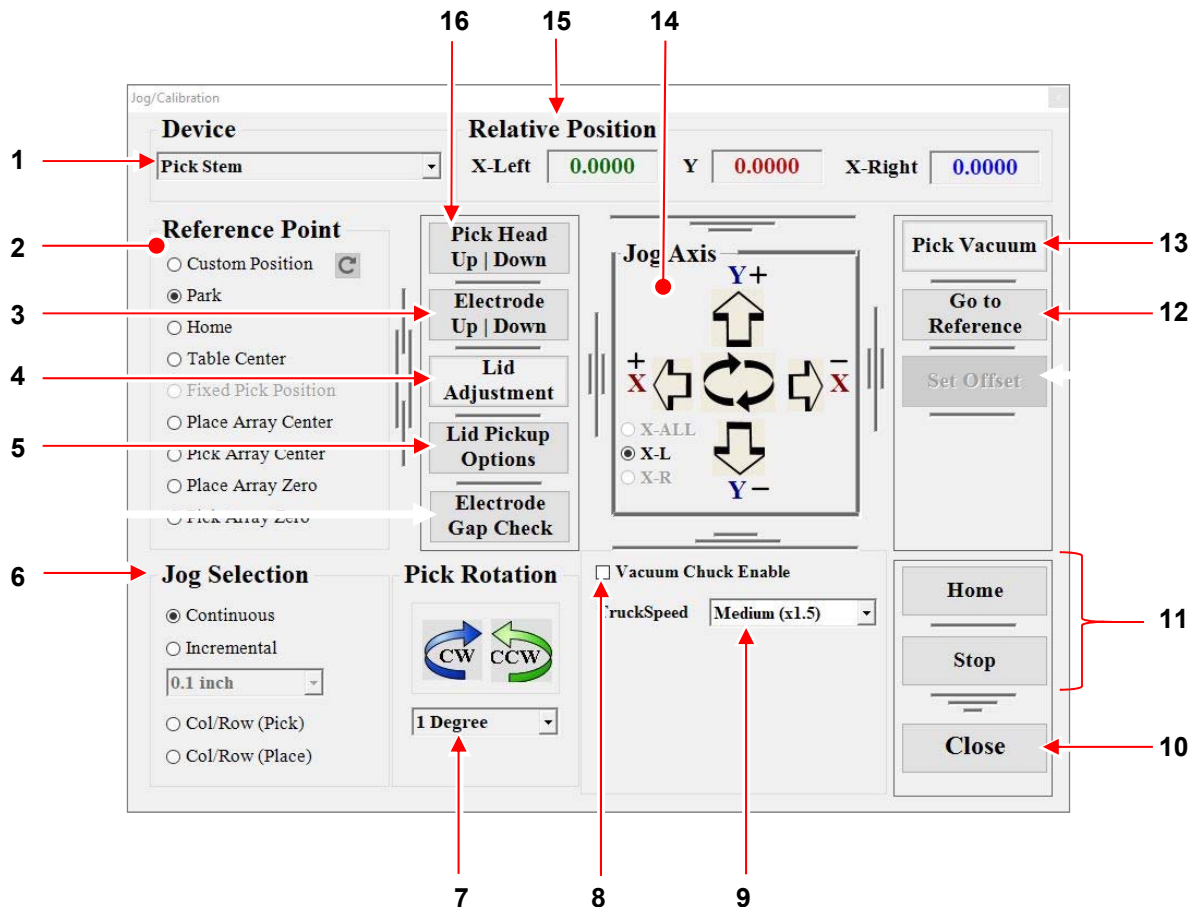 16
15
14
Jog/Calibration
Device
Relative Position
1
Pick Stem
X-Left
0.0000
Y
0.0000
X-Right
0.0000
2
Reference Point
Custom Position
Park
Home
Table Center
Fixed Pick Position
Place Array Center
Pick Array Center
Place Array Zero
Pick Array Zero
Pick Head
Up | Down
3
Electrode
Up | Down
4
Lid
Adjustment
5
Lid Pickup
Options
Electrode
Gap Check
Jog Axis
Y+
+
X
−
X
X-ALL
X-L
X-R
Y−
Pick Vacuum
13
Go to
Reference
12
Set Offset
6
Jog Selection
Continuous
Incremental
0.1 inch
Col/Row (Pick)
Col/Row (Place)
Pick Rotation
CW
CCW
1 Degree
Vacuum Chuck Enable
TruckSpeed
Medium (x1.5)
Home
11
Stop
Close
10
7
8
9